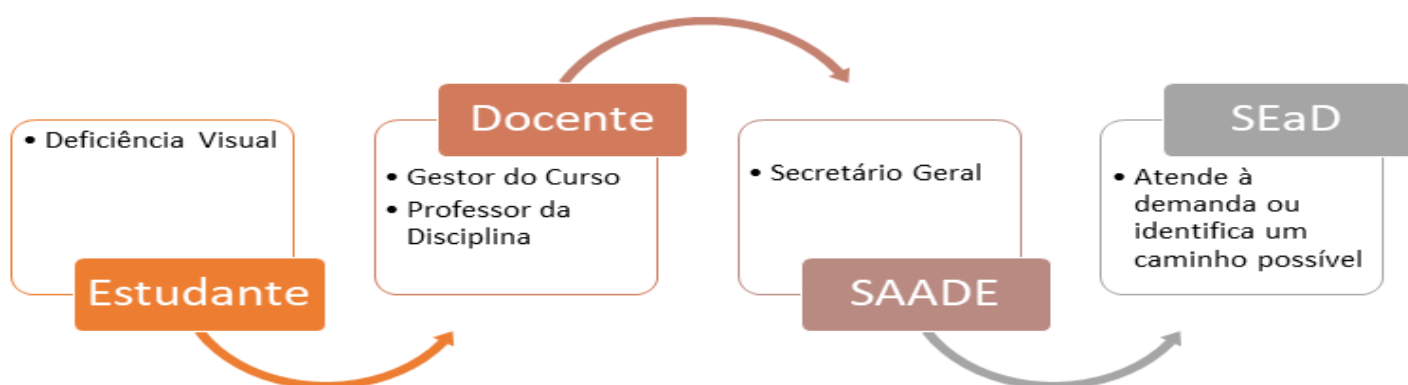 • Deficiência Visual
Estudante
Docente
• Gestor do Curso
• Professor da
Disciplina
• Secretário Geral
SAADE
SEaD
• Atende à
demanda ou
identifica um
caminho possível